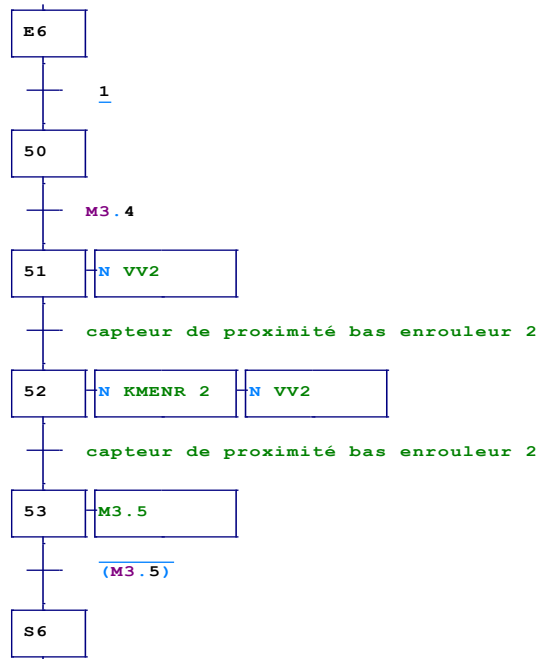 E6
1
50
M3.4
51 N VV2
capteur de proximité bas enrouleur 2
52 N KMENR 2 N VV2
capteur de proximité bas enrouleur 2
53 M3.5
(M3.5)
S6